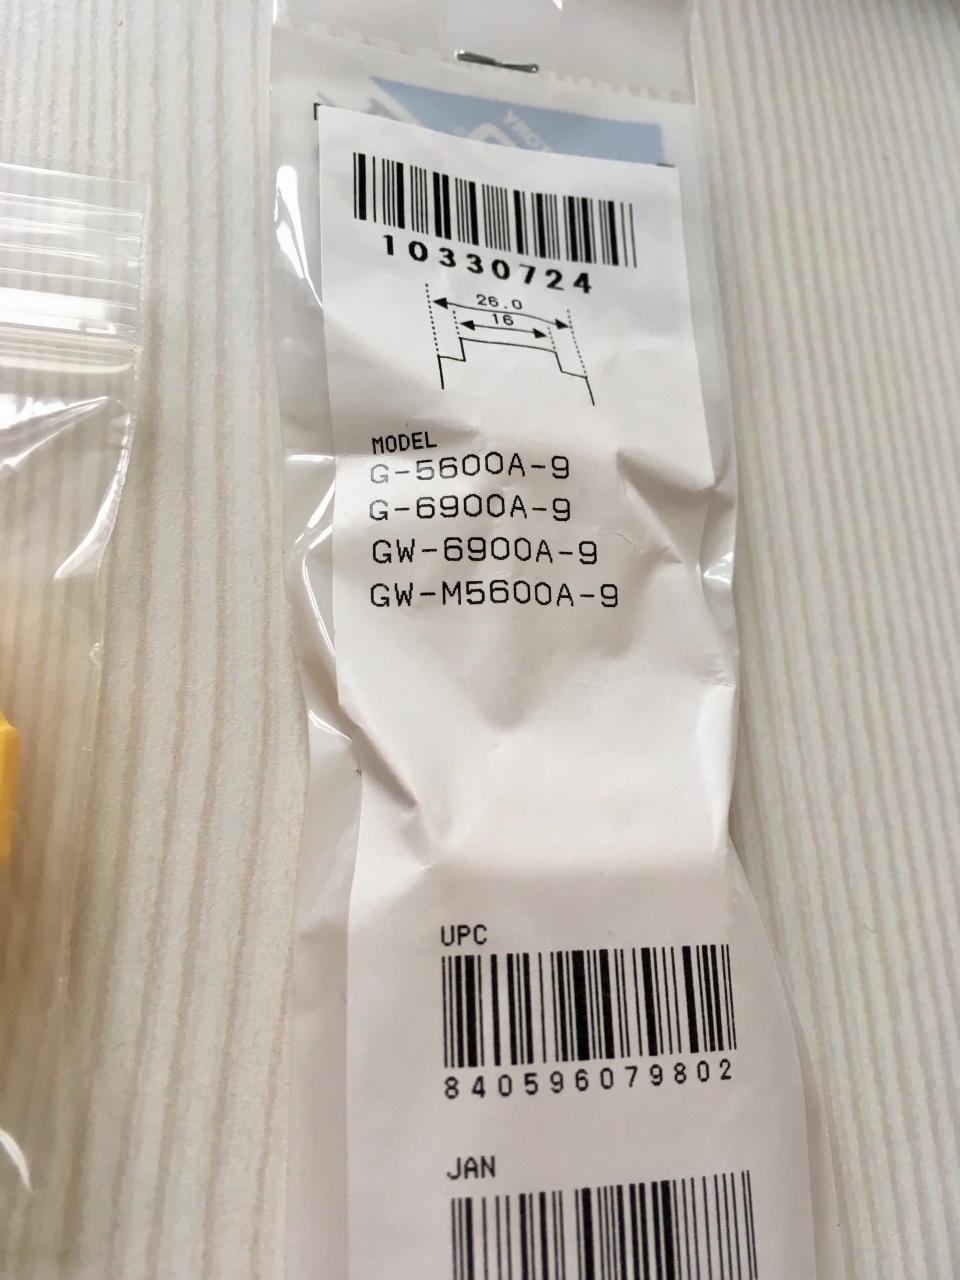 10330724
26.0
16
MODEL
G-5600A-9
G-6900A-9
GW-6900A-9
GW-M5600A-9
UPC
840596079802
JAN